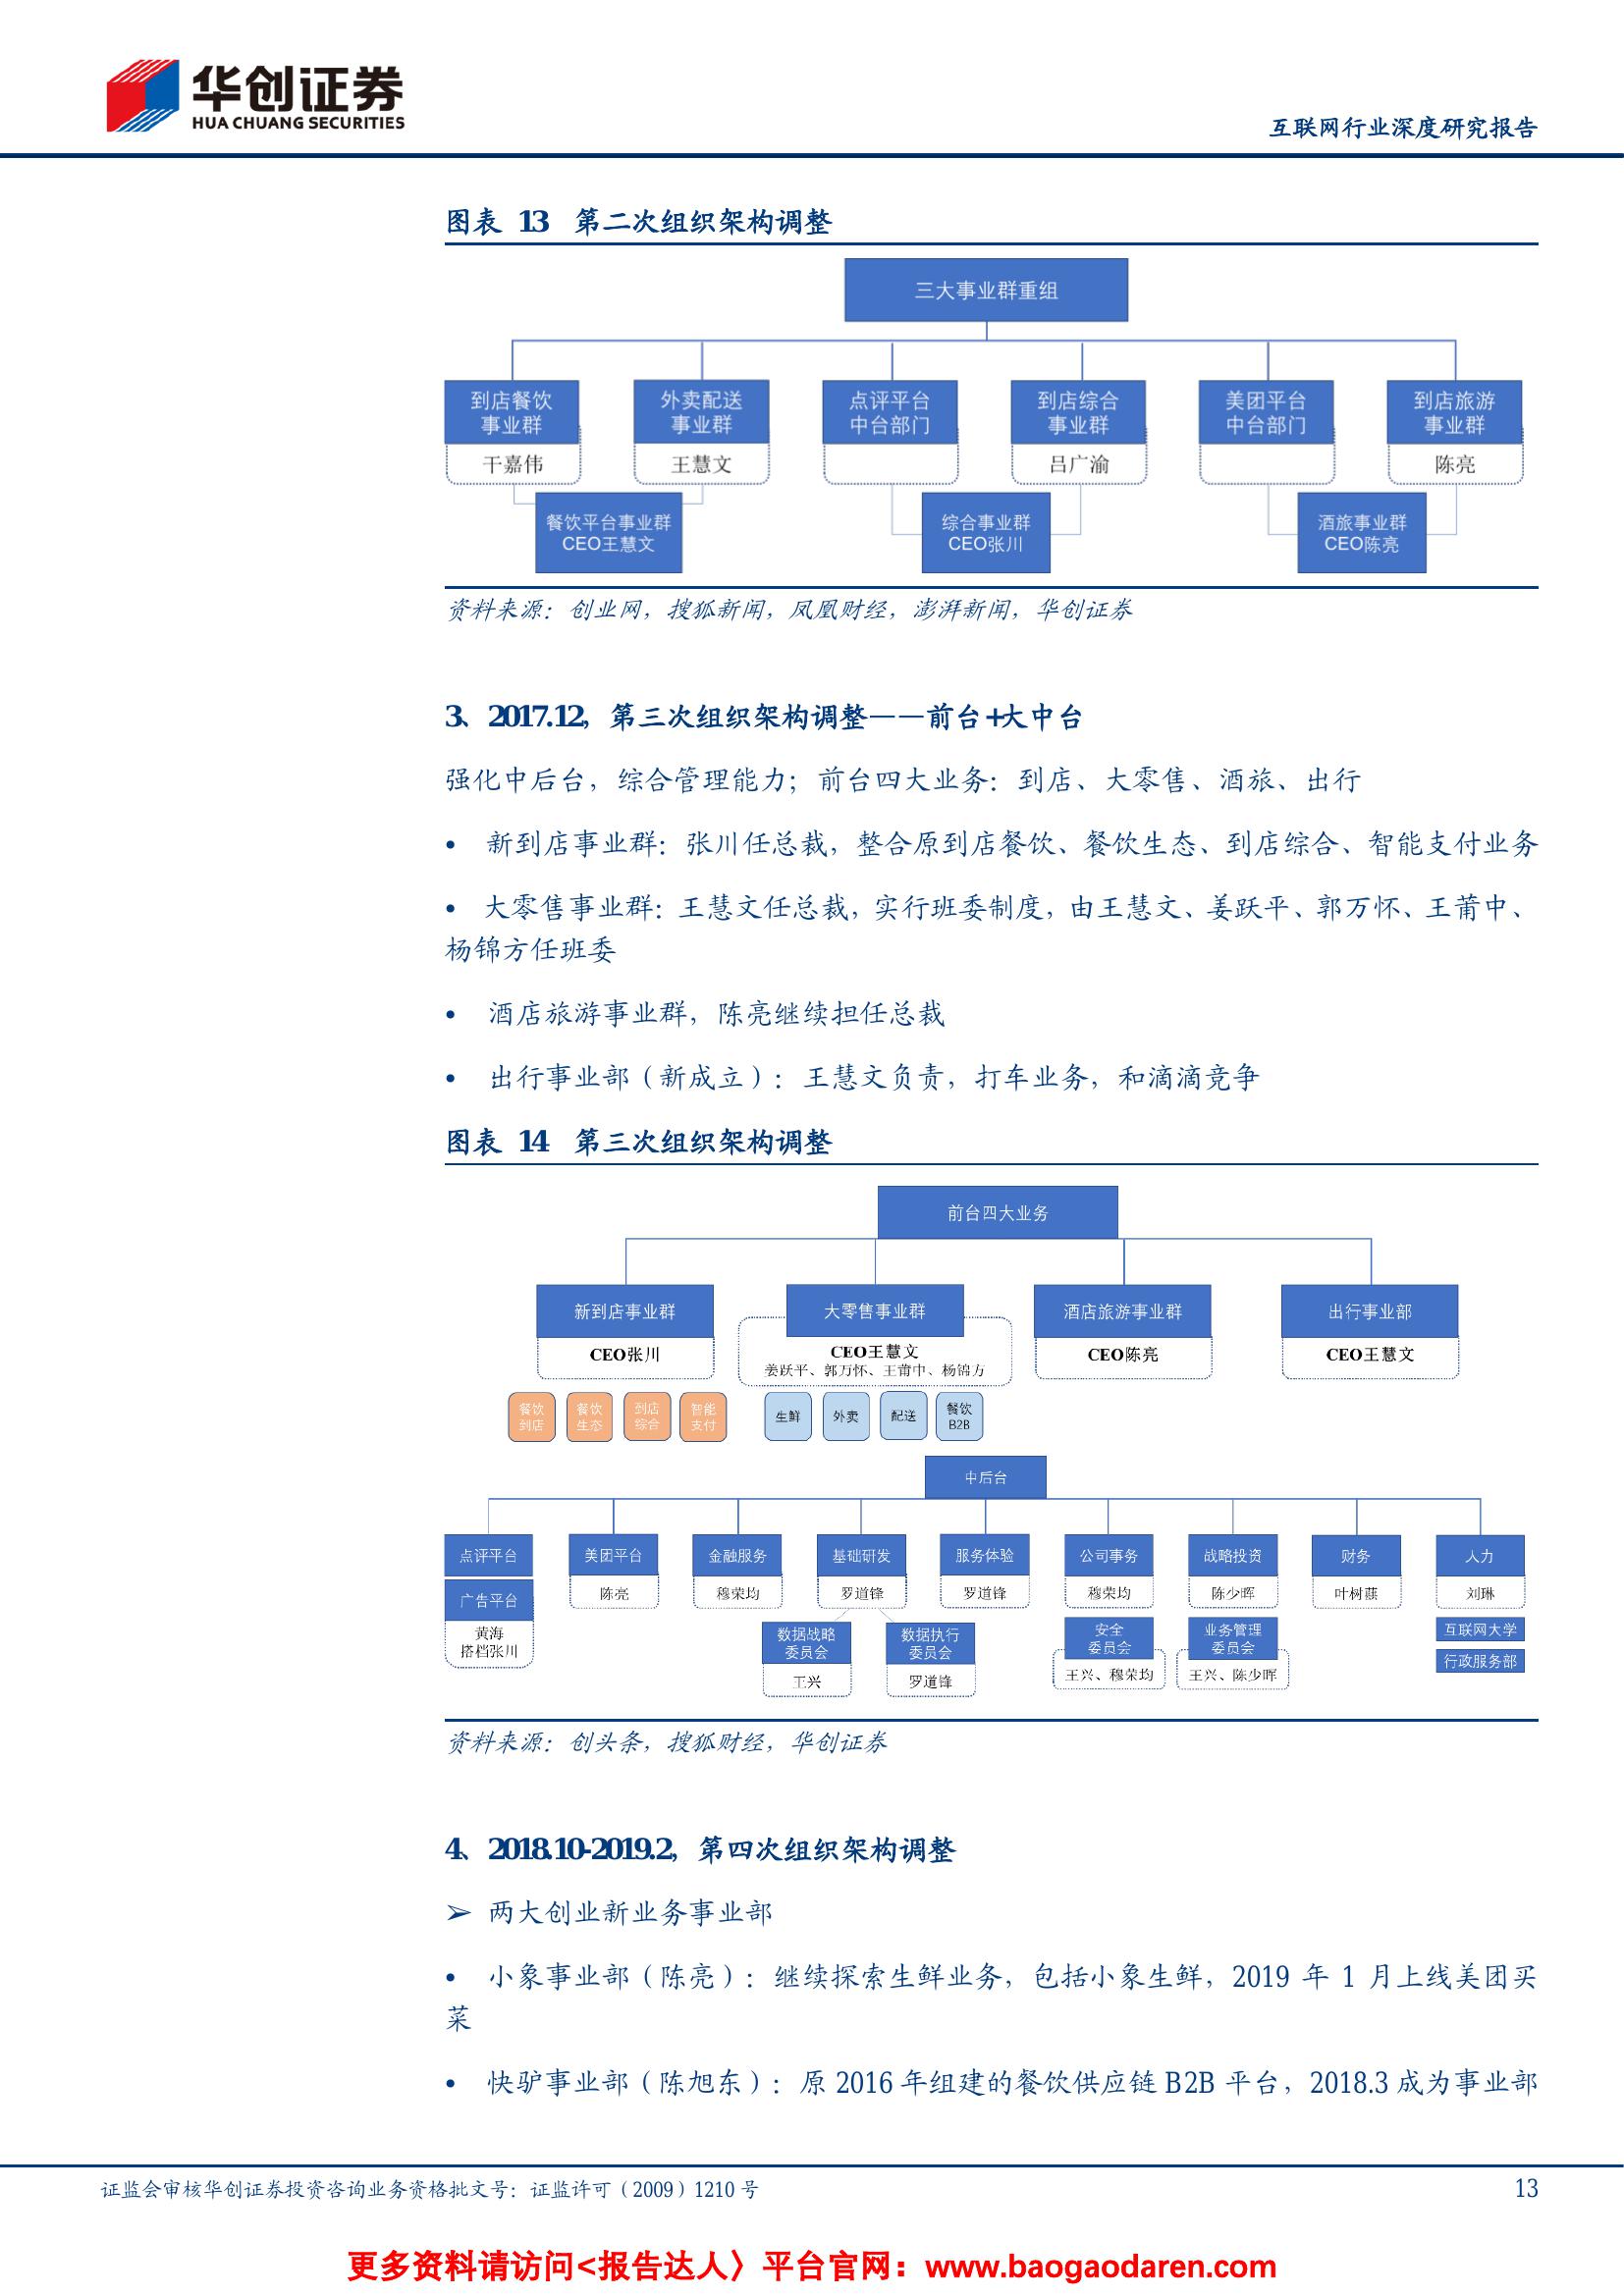 华创证券
HUA CHUANG SECURITIES
互联网行业深度研究报告
图表 13 第二次组织架构调整
三大事业群重组
到店餐饮 外卖配送 点评平台 到店综合 美团平台 到店旅游
事业群 事业群 中台部门 事业群 中台部门 事业群
干嘉伟 王慧文 吕广渝 陈亮
餐饮平台事业群 综合事业群 酒旅事业群
CEO王慧文 CEO张川 CEO陈亮
资料来源：创业网，搜狐新闻，凤凰财经，澎湃新闻，华创证券
3、2017.12，第三次组织架构调整——前台+大中台
强化中后台，综合管理能力；前台四大业务：到店、大零售、酒旅、出行
• 新到店事业群：张川任总裁，整合原到店餐饮、餐饮生态、到店综合、智能支付业务
• 大零售事业群：王慧文任总裁，实行班委制度，由王慧文、姜跃平、郭万怀、王莆中、
杨锦方任班委
• 酒店旅游事业群，陈亮继续担任总裁
• 出行事业部（新成立）：王慧文负责，打车业务，和滴滴竞争
图表 14 第三次组织架构调整
前台四大业务
新到店事业群 大零售事业群 酒店旅游事业群 出行事业部
CEO张川 CEO王慧文 CEO陈亮 CEO王慧文
姜跃平、郭万怀、王莆中、杨锦方
餐饮 餐饮 到店 智能 生鲜 外卖 配送 餐饮
到店 生态 综合 支付 B2B
中后台
点评平台 美团平台 金融服务 基础研发 服务体验 公司事务 战略投资 财务 人力
广告平台 陈亮 穆荣均 罗道锋 罗道锋 穆荣均 陈少晖 叶树蕻 刘琳
黄海 数据战略 数据执行 安全 业务管理 互联网大学
搭档张川 委员会 委员会 委员会 委员会 行政服务部
王兴 罗道锋 王兴、穆荣均 王兴、陈少晖
资料来源：创头条，搜狐财经，华创证券
4、2018.10-2019.2，第四次组织架构调整
➢ 两大创业新业务事业部
• 小象事业部（陈亮）：继续探索生鲜业务，包括小象生鲜，2019 年 1 月上线美团买
菜
• 快驴事业部（陈旭东）：原 2016 年组建的餐饮供应链 B2B 平台，2018.3 成为事业部
证监会审核华创证券投资咨询业务资格批文号：证监许可（2009）1210 号
13
更多资料请访问<报告达人〉平台官网：www.baogaodaren.com